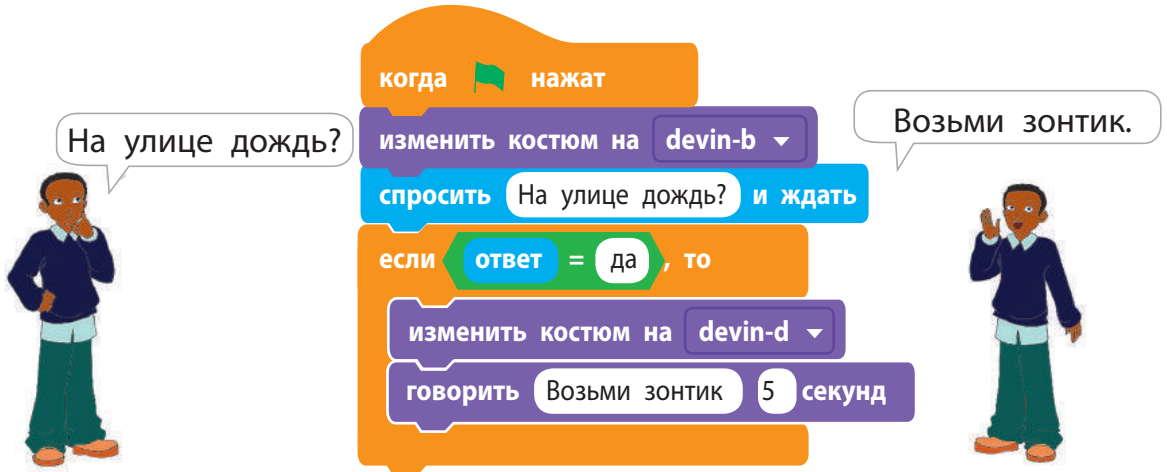 когда нажат
На улице дождь?
изменить костюм на devin-b
Возьми зонтик.
спросить На улице дождь? и ждать
если ответ = да , то
изменить костюм на devin-d
говорить Возьми зонтик 5 секунд